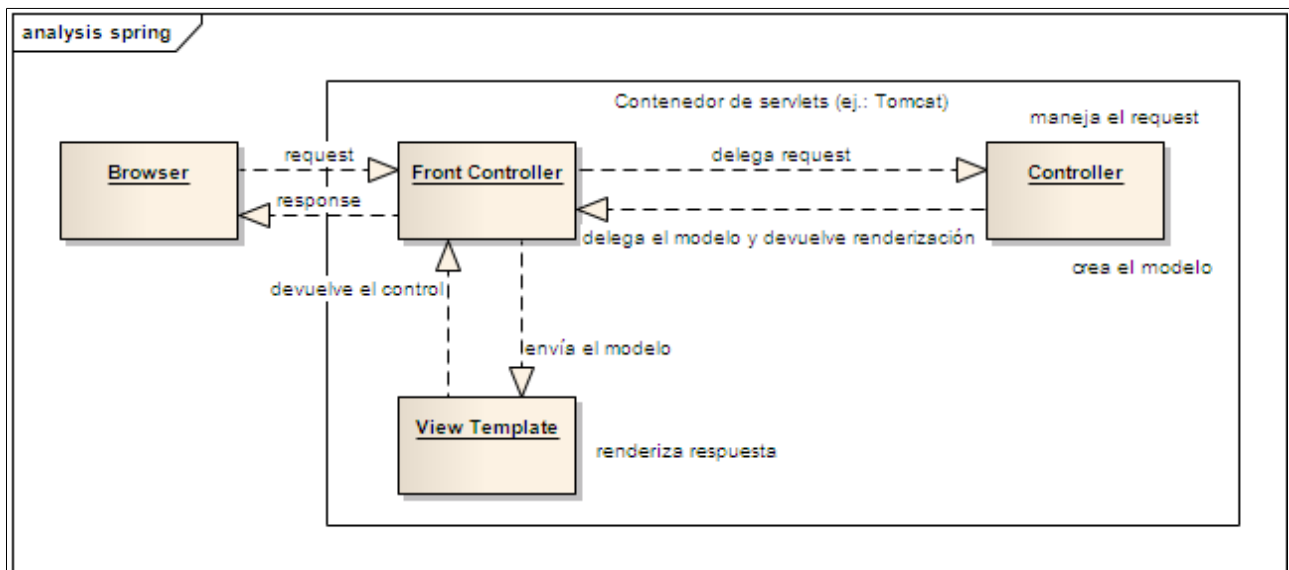 analysis spring
Contenedor de servlets (ej.: Tomcat)
maneja el request
Browser
request
response
Front Controller
delega request
Controller
delega el modelo y devuelve renderización
crea el modelo
devuelve el control
envía el modelo
View Template
renderiza respuesta